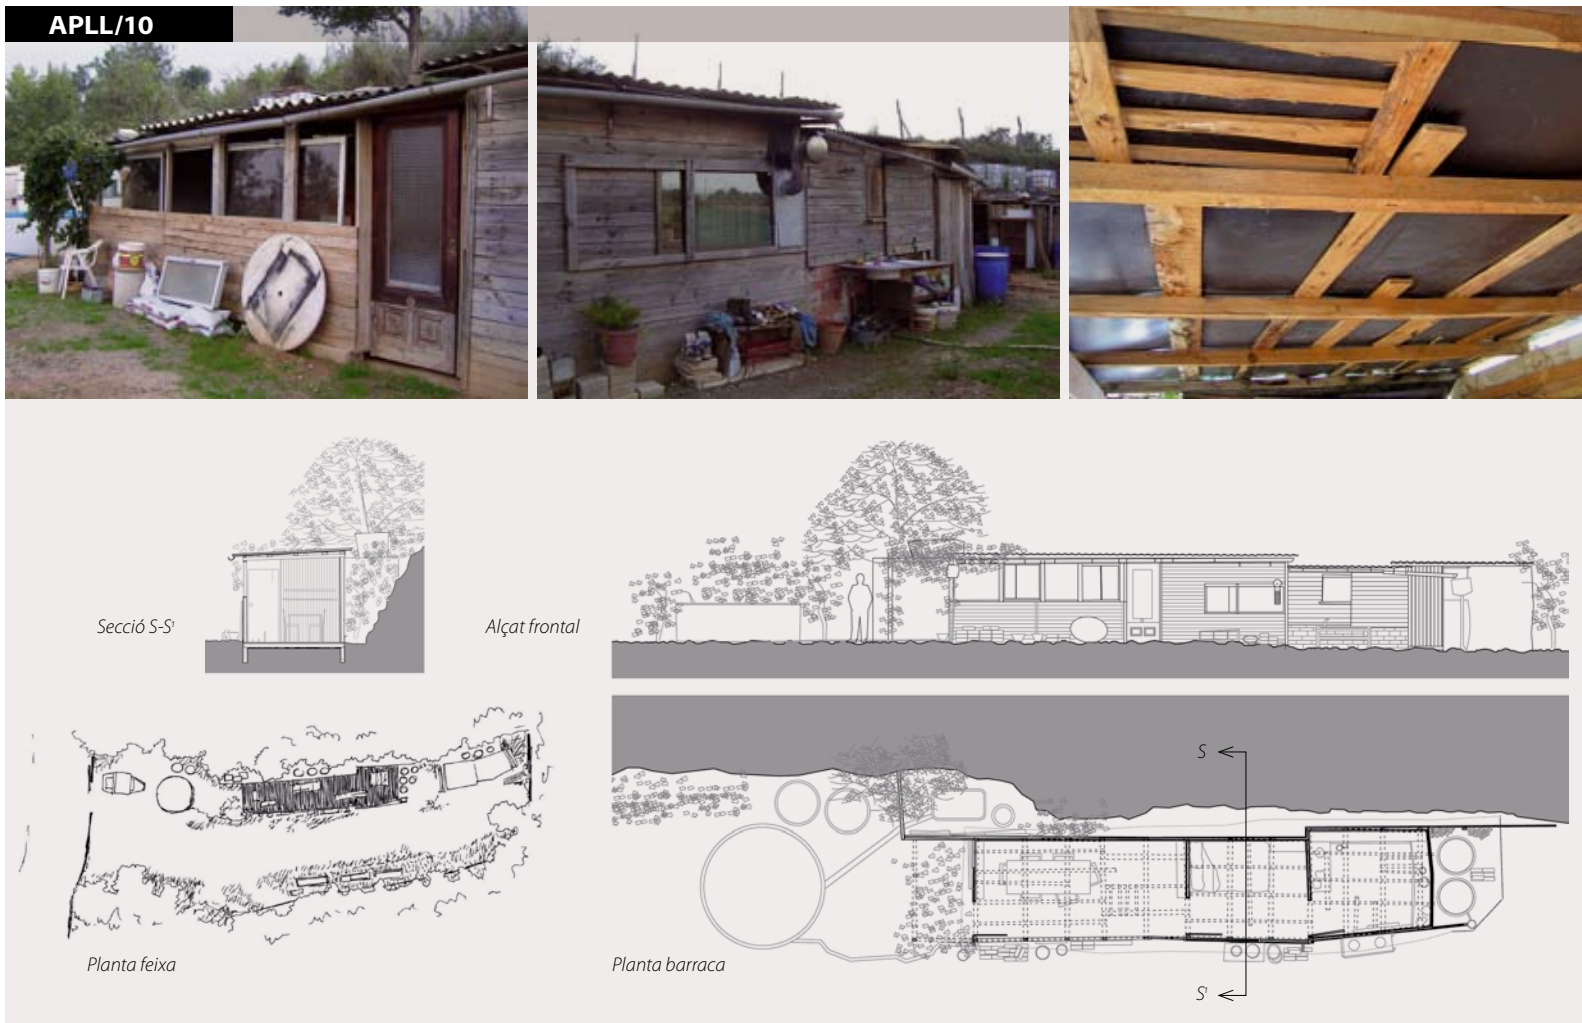 APLL/10
Secció S-S'
Alçat frontal
S
Planta feixa
Planta barraca
S'